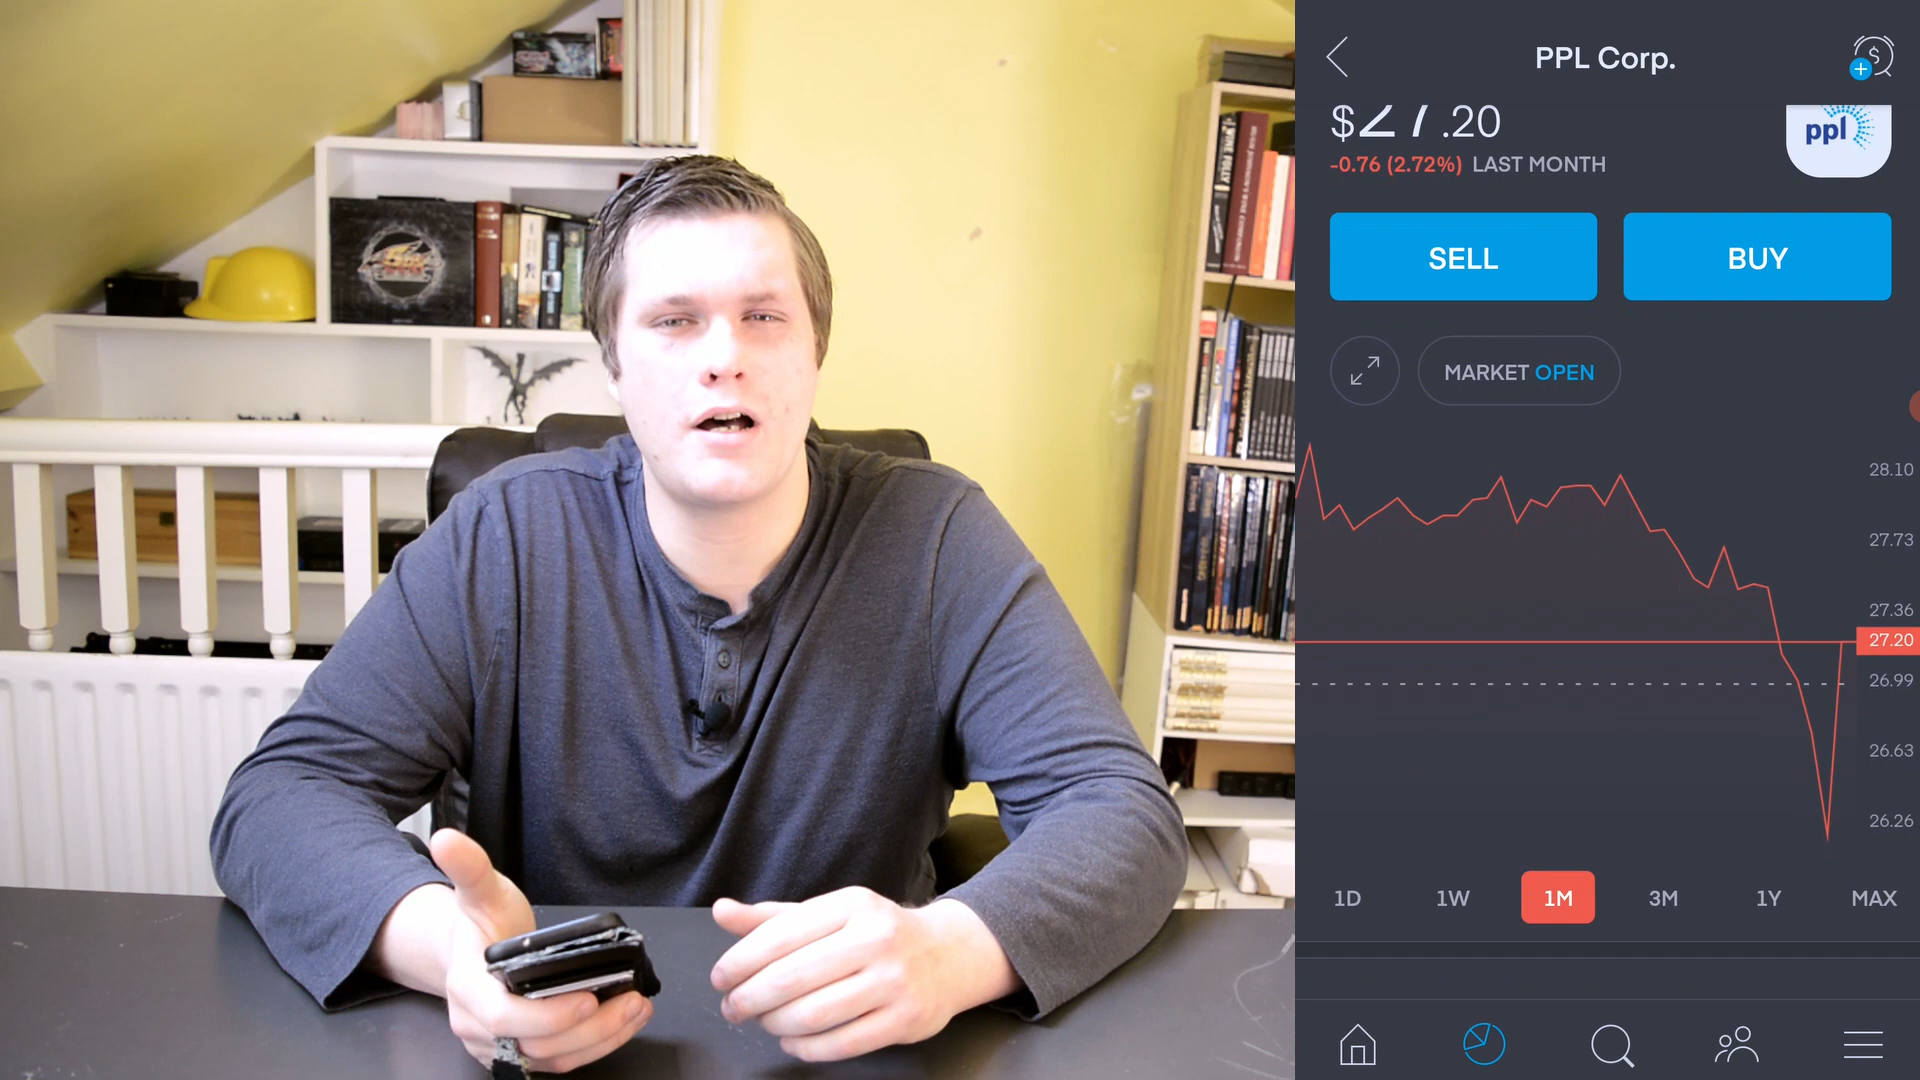 PPL Corp.
$27.20
ppl
-0.76 (2.72%) LAST MONTH
SELL
BUY
MARKET OPEN
28.10
27.73
27.36
27.20
26.99
26.63
26.26
1D
1W
1M
3M
1Y
MAX